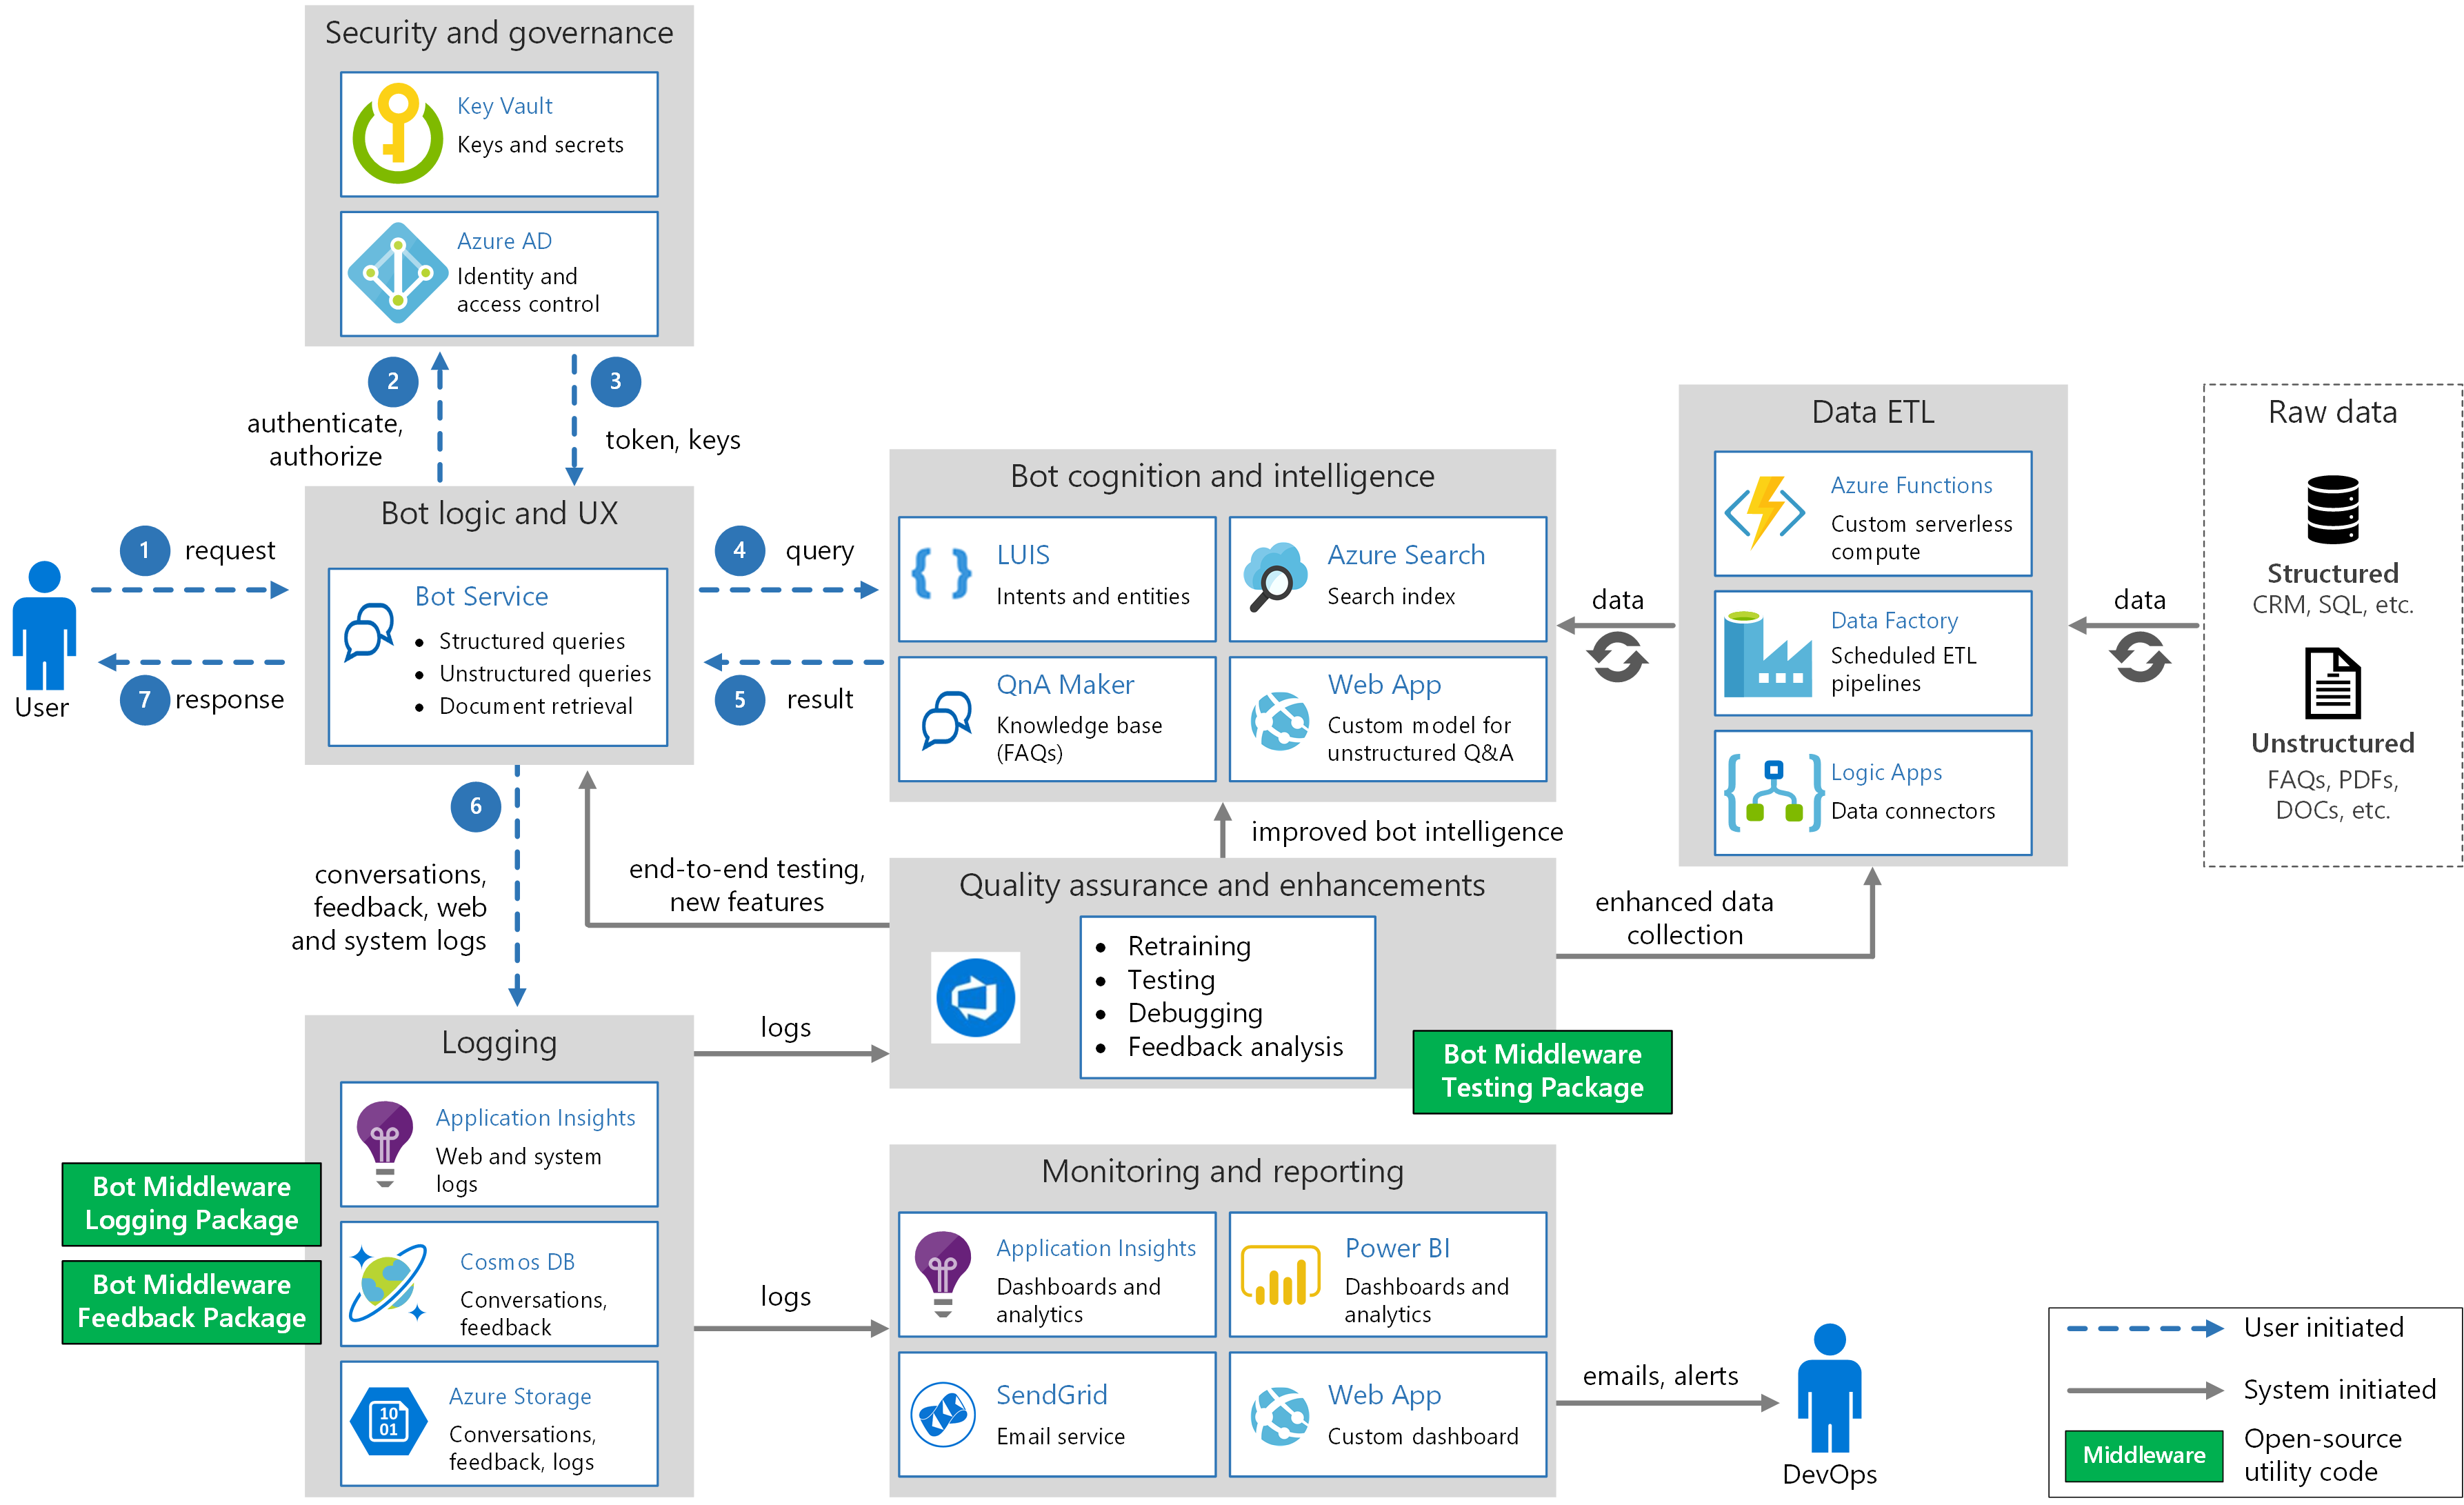 Security and governance
Key Vault
Keys and secrets
Azure AD
Identity and
access control
2
3
authenticate,
authorize
token, keys
Bot logic and UX
1
request
Bot Service
Structured queries
Unstructured queries
Document retrieval
User
7
response
4
query
5
result
Bot cognition and intelligence
LUIS
Intents and entities
Azure Search
Search index
QnA Maker
Knowledge base
(FAQs)
Web App
Custom model for
unstructured Q&A
data
Data ETL
Azure Functions
Custom serverless
compute
Data Factory
Scheduled ETL
pipelines
Logic Apps
Data connectors
data
Raw data
Structured
CRM, SQL, etc.
Unstructured
FAQs, PDFs,
DOCs, etc.
6
conversations,
feedback, web
and system logs
end-to-end testing,
new features
improved bot intelligence
Quality assurance and enhancements
Retraining
Testing
Debugging
Feedback analysis
enhanced data
collection
Bot Middleware
Testing Package
Logging
logs
Application Insights
Web and system
logs
Bot Middleware
Logging Package
Cosmos DB
Conversations,
feedback
Bot Middleware
Feedback Package
Azure Storage
10
01
Conversations,
feedback, logs
logs
Monitoring and reporting
Application Insights
Dashboards and
analytics
Power BI
Dashboards and
analytics
SendGrid
Email service
Web App
Custom dashboard
emails, alerts
DevOps
User initiated
System initiated
Middleware
Open-source
utility code